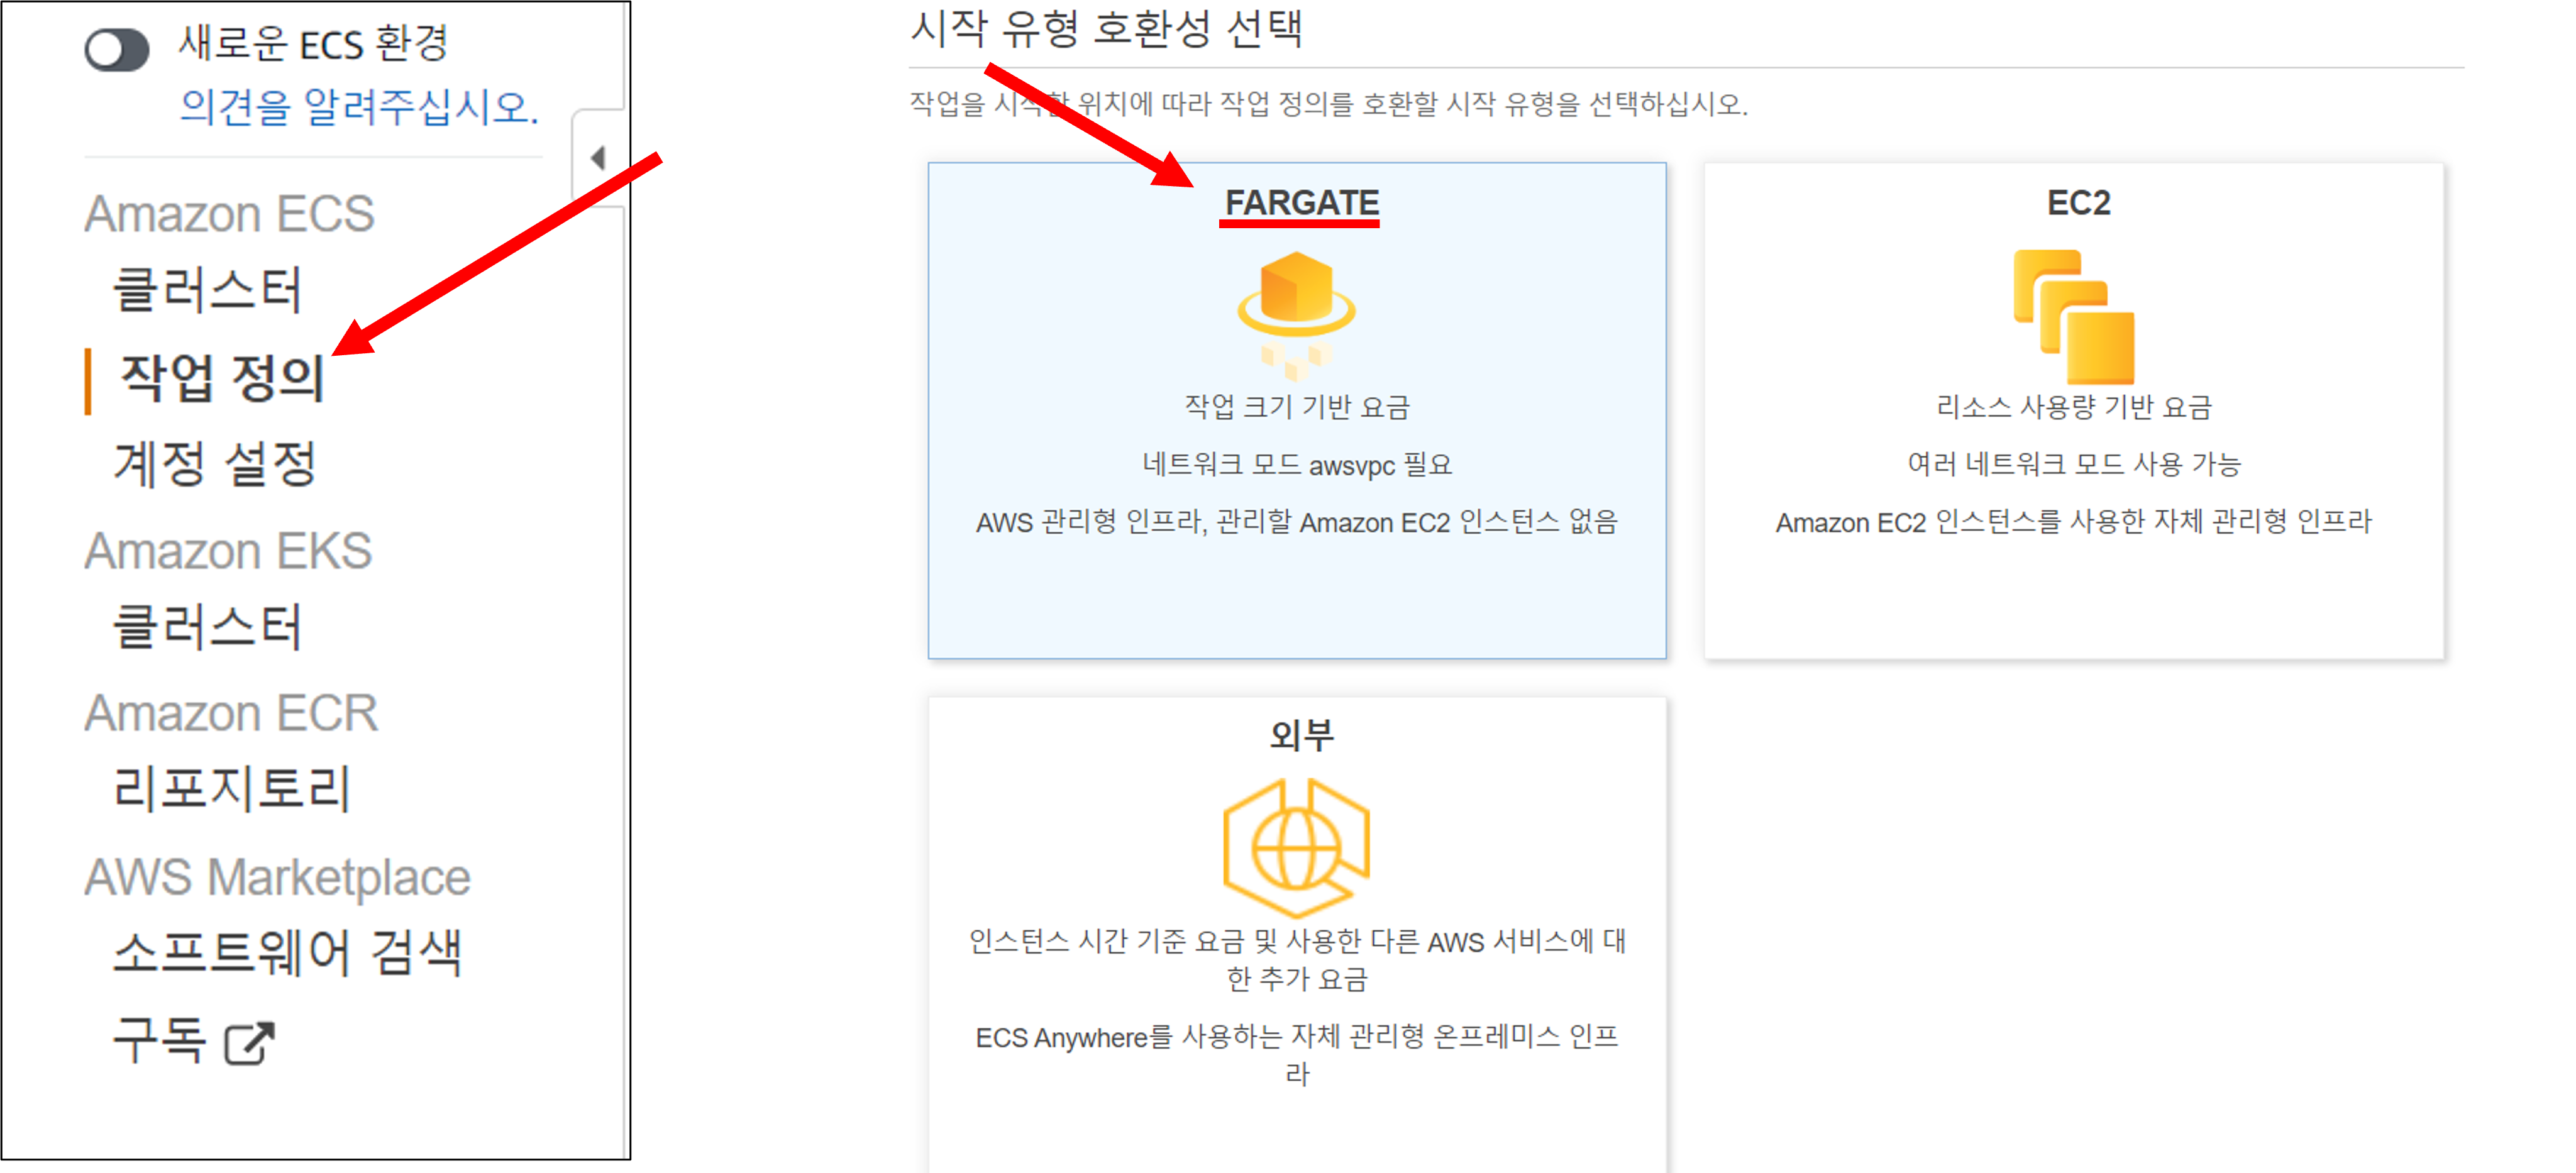 새로운 ECS 환경
의견을 알려주십시오.
Amazon ECS
클러스터
작업 정의
계정 설정
Amazon EKS
클러스터
Amazon ECR
리포지토리
AWS Marketplace
소프트웨어 검색
구독
시작 유형 호환성 선택
작업을 시작할 위치에 따라 작업 정의를 호환할 시작 유형을 선택하십시오.
FARGATE
작업 크기 기반 요금
네트워크 모드 awsvpc 필요
AWS 관리형 인프라, 관리할 Amazon EC2 인스턴스 없음
EC2
리소스 사용량 기반 요금
여러 네트워크 모드 사용 가능
Amazon EC2 인스턴스를 사용한 자체 관리형 인프라
외부
인스턴스 시간 기준 요금 및 사용한 다른 AWS 서비스에 대
한 추가 요금
ECS Anywhere를 사용하는 자체 관리형 온프레미스 인프
라